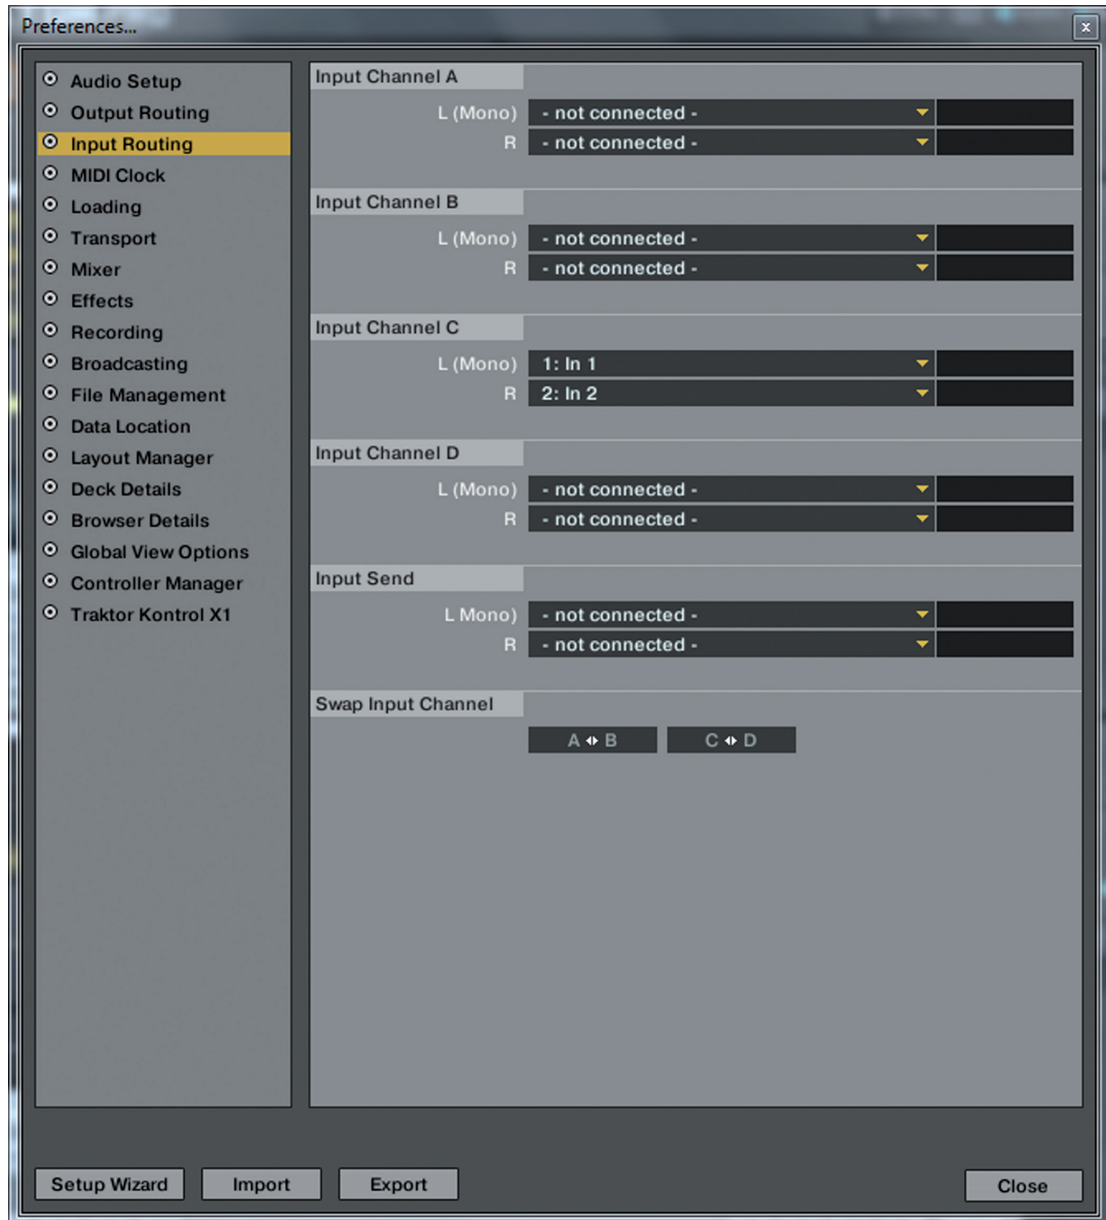 Preferences...
x
Audio Setup
Output Routing
Input Routing
MIDI Clock
Loading
Transport
Mixer
Effects
Recording
Broadcasting
File Management
Data Location
Layout Manager
Deck Details
Browser Details
Global View Options
Controller Manager
Traktor Kontrol X1
Input Channel A
L (Mono) - not connected -
R - not connected -
Input Channel B
L (Mono) - not connected -
R - not connected -
Input Channel C
L (Mono) 1: In 1
R 2: In 2
Input Channel D
L (Mono) - not connected -
R - not connected -
Input Send
L Mono) - not connected -
R - not connected -
Swap Input Channel
A B C D
Setup Wizard Import Export Close